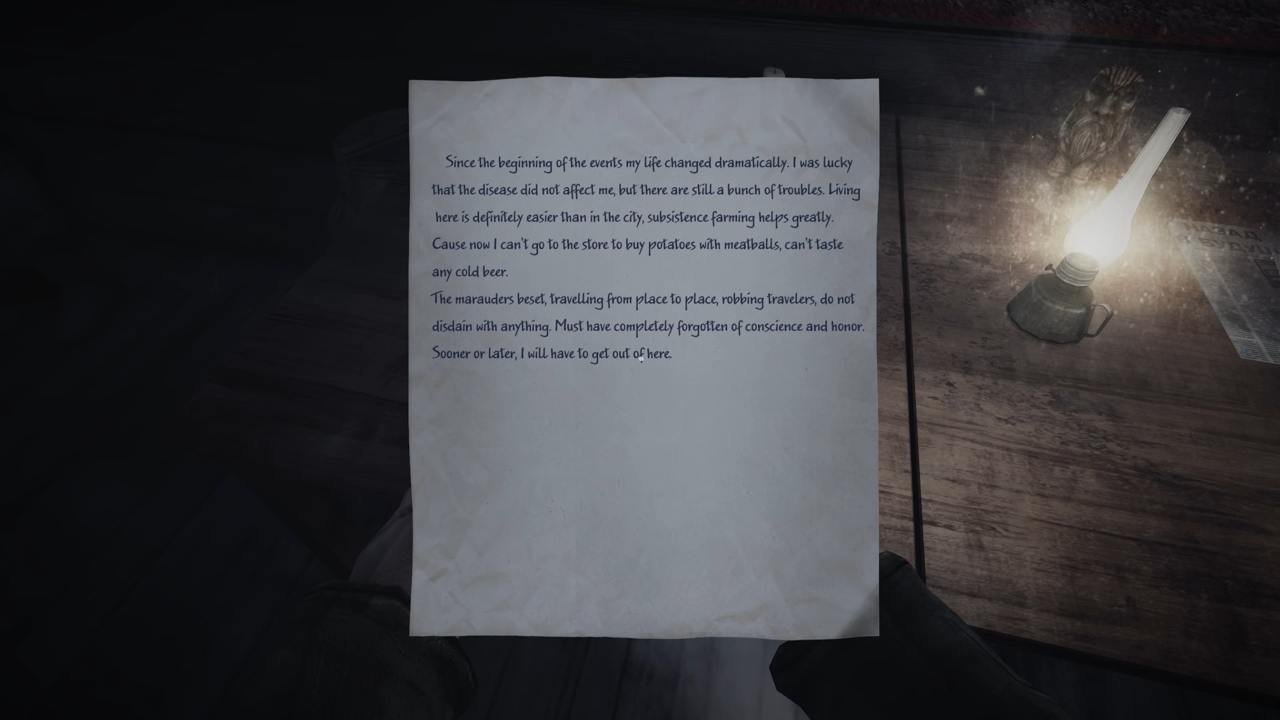 Since the beginning of the events my life changed dramatically. I was lucky
that the disease did not affect me, but there are still a bunch of troubles. Living
here is definitely easier than in the city, subsistence farming helps greatly.
Cause now I can't go to the store to buy potatoes with meatballs, can't taste
any cold beer.
The marauders beset, travelling from place to place, robbing travelers, do not
disdain with anything. Must have completely forgotten of conscience and honor.
Sooner or later, I will have to get out of here.